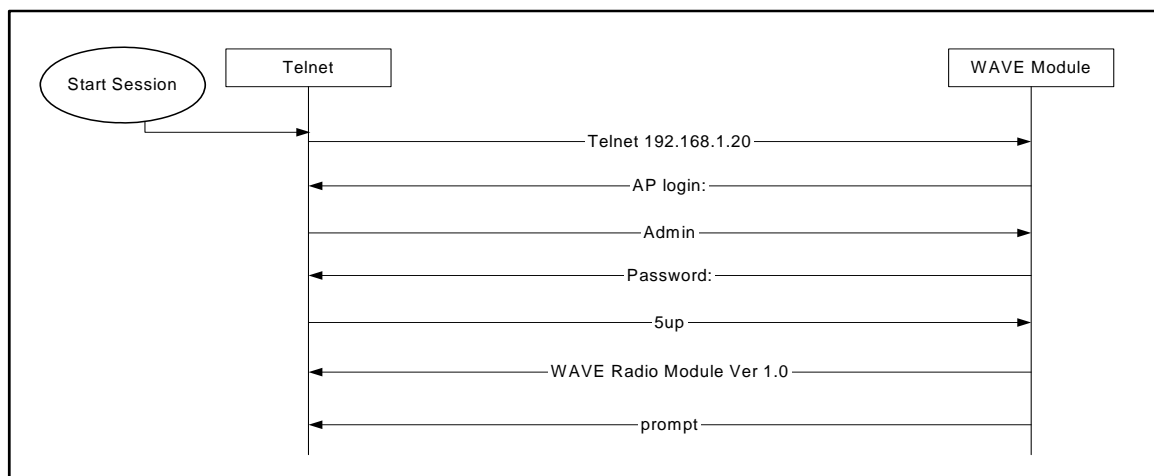 Start Session
Telnet
WAVE Module
Telnet 192.168.1.20
AP login:
Admin
Password:
5up
WAVE Radio Module Ver 1.0
prompt